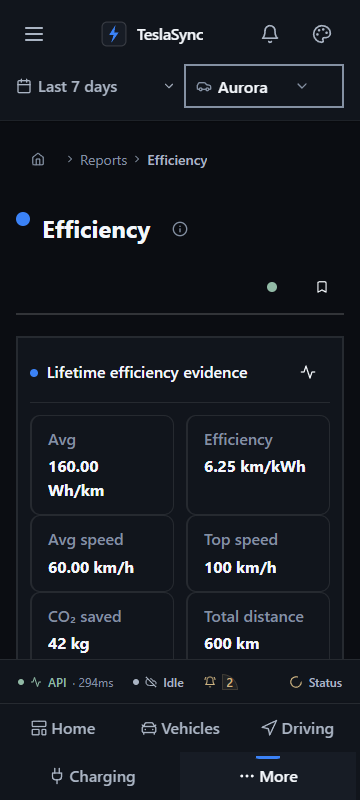 TeslaSync
Last 7 days
Aurora
Reports
Efficiency
Efficiency
Lifetime efficiency evidence
Avg
160.00
Wh/km
Efficiency
6.25 km/kWh
Avg speed
60.00 km/h
Top speed
100 km/h
CO₂ saved
42 kg
Total distance
600 km
API · 294ms
Idle
2
Status
Home
Vehicles
Driving
Charging
More